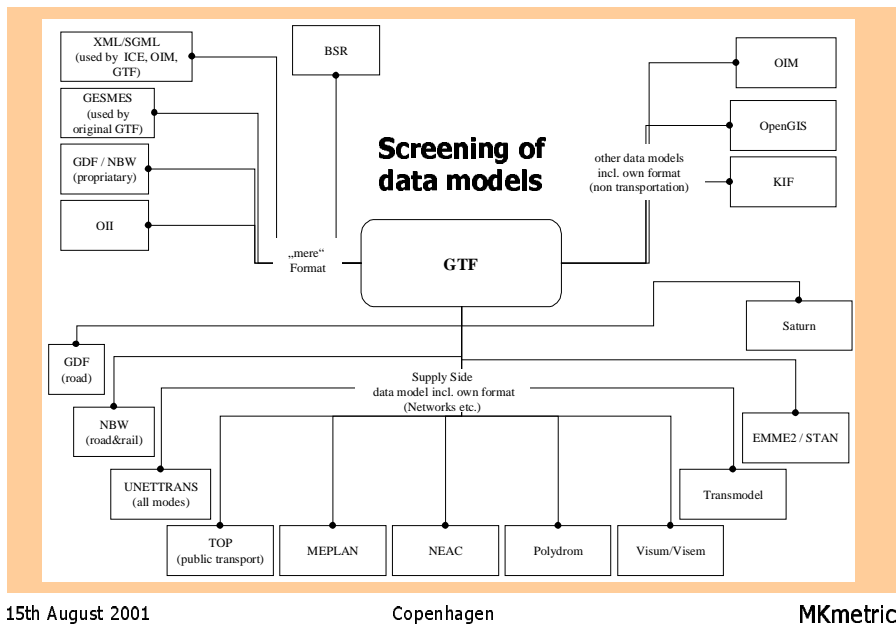 XML/SGML
(used by ICE, OIM,
GTF)
BSR
OIM
GESMES
(used by
original GTF)
OpenGIS
Screening of
data models
GDF / NBW
(propriatary)
other data models
incl. own format
(non transportation)
KIF
OII
„mere“
Format
GTF
Saturn
GDF
(road)
Supply Side
data model incl. own format
(Networks etc.)
NBW
(road&rail)
EMME2 / STAN
UNETTRANS
(all modes)
Transmodel
TOP
(public transport)
MEPLAN
NEAC
Polydrom
Visum/Visem
15th August 2001
Copenhagen
MKmetric